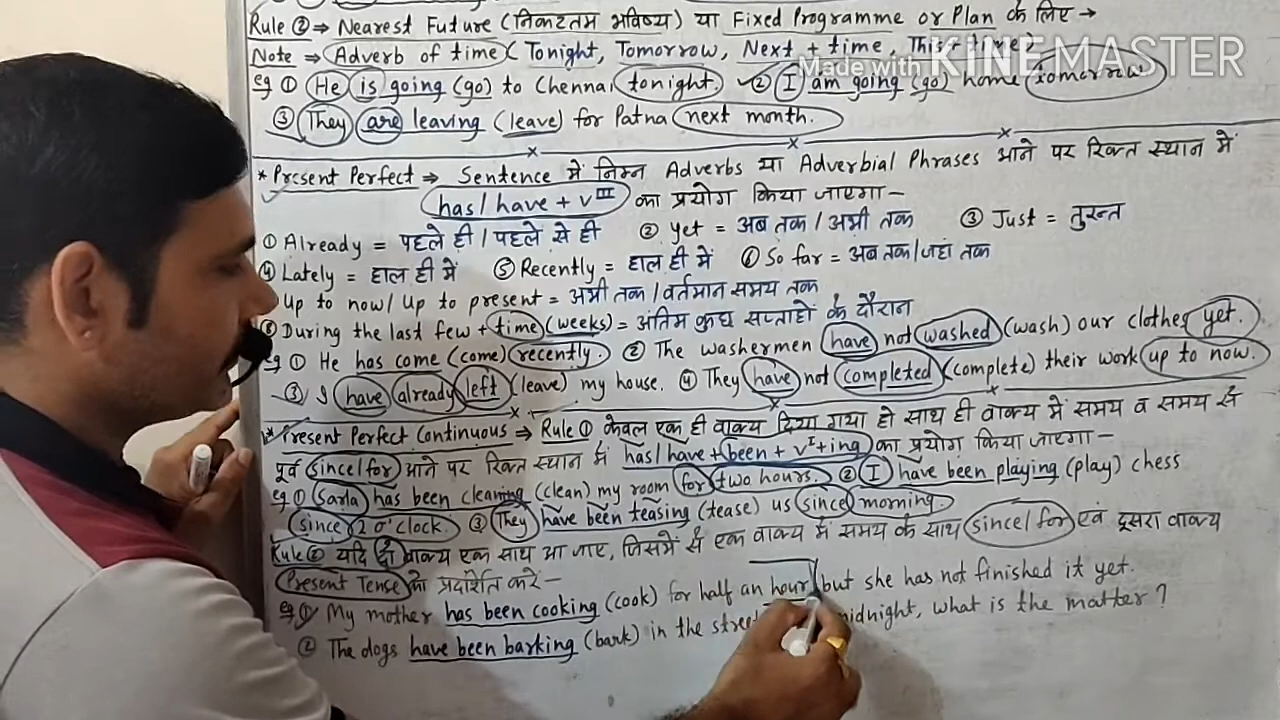 Rule ② ⇒ Nearest Future (निकटतम भविष्य) या Fixed Programme or Plan के लिए →
Note ⇒ Adverb of time ( Tonight, Tomorrow, Next + time, This + time)
Made with KINEMASTER
eg ① He is going (go) to Chennai tonight. ② I am going (go) home tomorrow
③ They are leaving (leave) for Patna next month.
* Present Perfect ⇒ Sentence में निम्न Adverbs या Adverbial Phrases आने पर रिक्त स्थान में
has/have + vIII का प्रयोग किया जाएगा –
① Already = पहले ही / पहले से ही ② yet = अब तक / अभी तक ③ Just = तुरन्त
④ Lately = हाल ही में ⑤ Recently = हाल ही में ⑥ So far = अब तक/जहां तक
Up to now/ Up to present = अभी तक / वर्तमान समय तक
⑧ During the last few + time (weeks) = अंतिम कुछ सप्ताहों के दौरान
eg ① He has come (come) recently. ② The washermen have not washed (wash) our clothes yet.
③ I have already left (leave) my house. ④ They have not completed (complete) their work up to now.
* Present Perfect Continuous ⇒ Rule ① केवल एक ही वाक्य दिया गया हो साथ ही वाक्य में समय व समय से
पूर्व since/for आने पर रिक्त स्थान में has/have + been + vI + ing का प्रयोग किया जाएगा –
eg ① Sarla has been cleaning (clean) my room for two hours. ② I have been playing (play) chess
since 2 o'clock. ③ They have been teasing (tease) us since morning.
Rule ② यदि दो वाक्य एक साथ आ जाए, जिसमें से एक वाक्य में समय के साथ since/for एवं दूसरा वाक्य
Present Tense को प्रदर्शित करें –
eg ① My mother has been cooking (cook) for half an hour but she has not finished it yet.
② The dogs have been barking (bark) in the midnight, what is the matter?